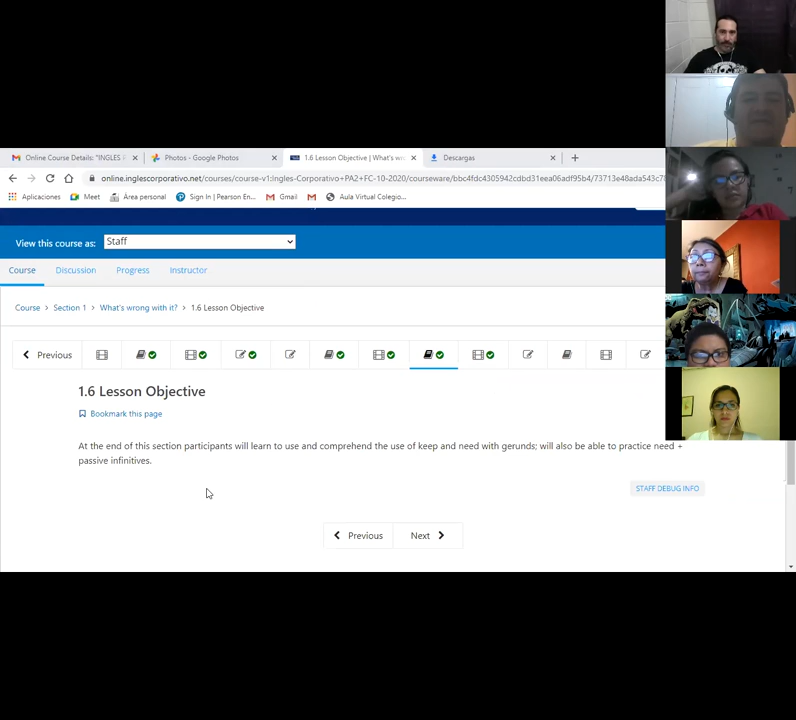 Online Course Details: "INGLES
Photos - Google Photos
1.6 Lesson Objective | What's wr
Descargas
online.inglescorporativo.net/courses/course-v1:Ingles-Corporativo+PA2+FC-10-2020/courseware/bbc4fdc4305942cdbd31eea06adf95b4/73713e48ada543c7
Aplicaciones
Meet
Área personal
Sign In | Pearson En...
Gmail
Aula Virtual Colegio...
View this course as:
Staff
Course
Discussion
Progress
Instructor
Course > Section 1 > What's wrong with it? > 1.6 Lesson Objective
Previous
1.6 Lesson Objective
Bookmark this page
At the end of this section participants will learn to use and comprehend the use of keep and need with gerunds; will also be able to practice need +
passive infinitives.
STAFF DEBUG INFO
Previous
Next